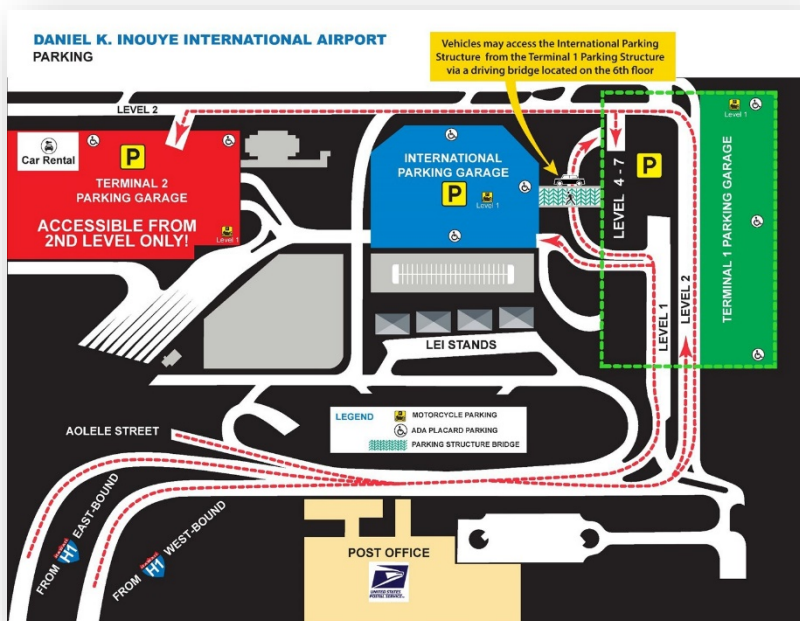 DANIEL K. INOUYE INTERNATIONAL AIRPORT
PARKING
Vehicles may access the International Parking
Structure from the Terminal 1 Parking Structure
via a driving bridge located on the 6th floor
LEVEL 2
Car Rental
P
TERMINAL 2
PARKING GARAGE
ACCESSIBLE FROM
2ND LEVEL ONLY!
Level 1
INTERNATIONAL
PARKING GARAGE
P
Level 1
LEVEL 4 - 7
P
Level 1
TERMINAL 1 PARKING GARAGE
LEVEL 1
LEVEL 2
LEI STANDS
LEGEND
MOTORCYCLE PARKING
ADA PLACARD PARKING
PARKING STRUCTURE BRIDGE
AOLELE STREET
FROM H1 EAST-BOUND
FROM H1 WEST-BOUND
POST OFFICE
UNITED STATES
POSTAL SERVICE